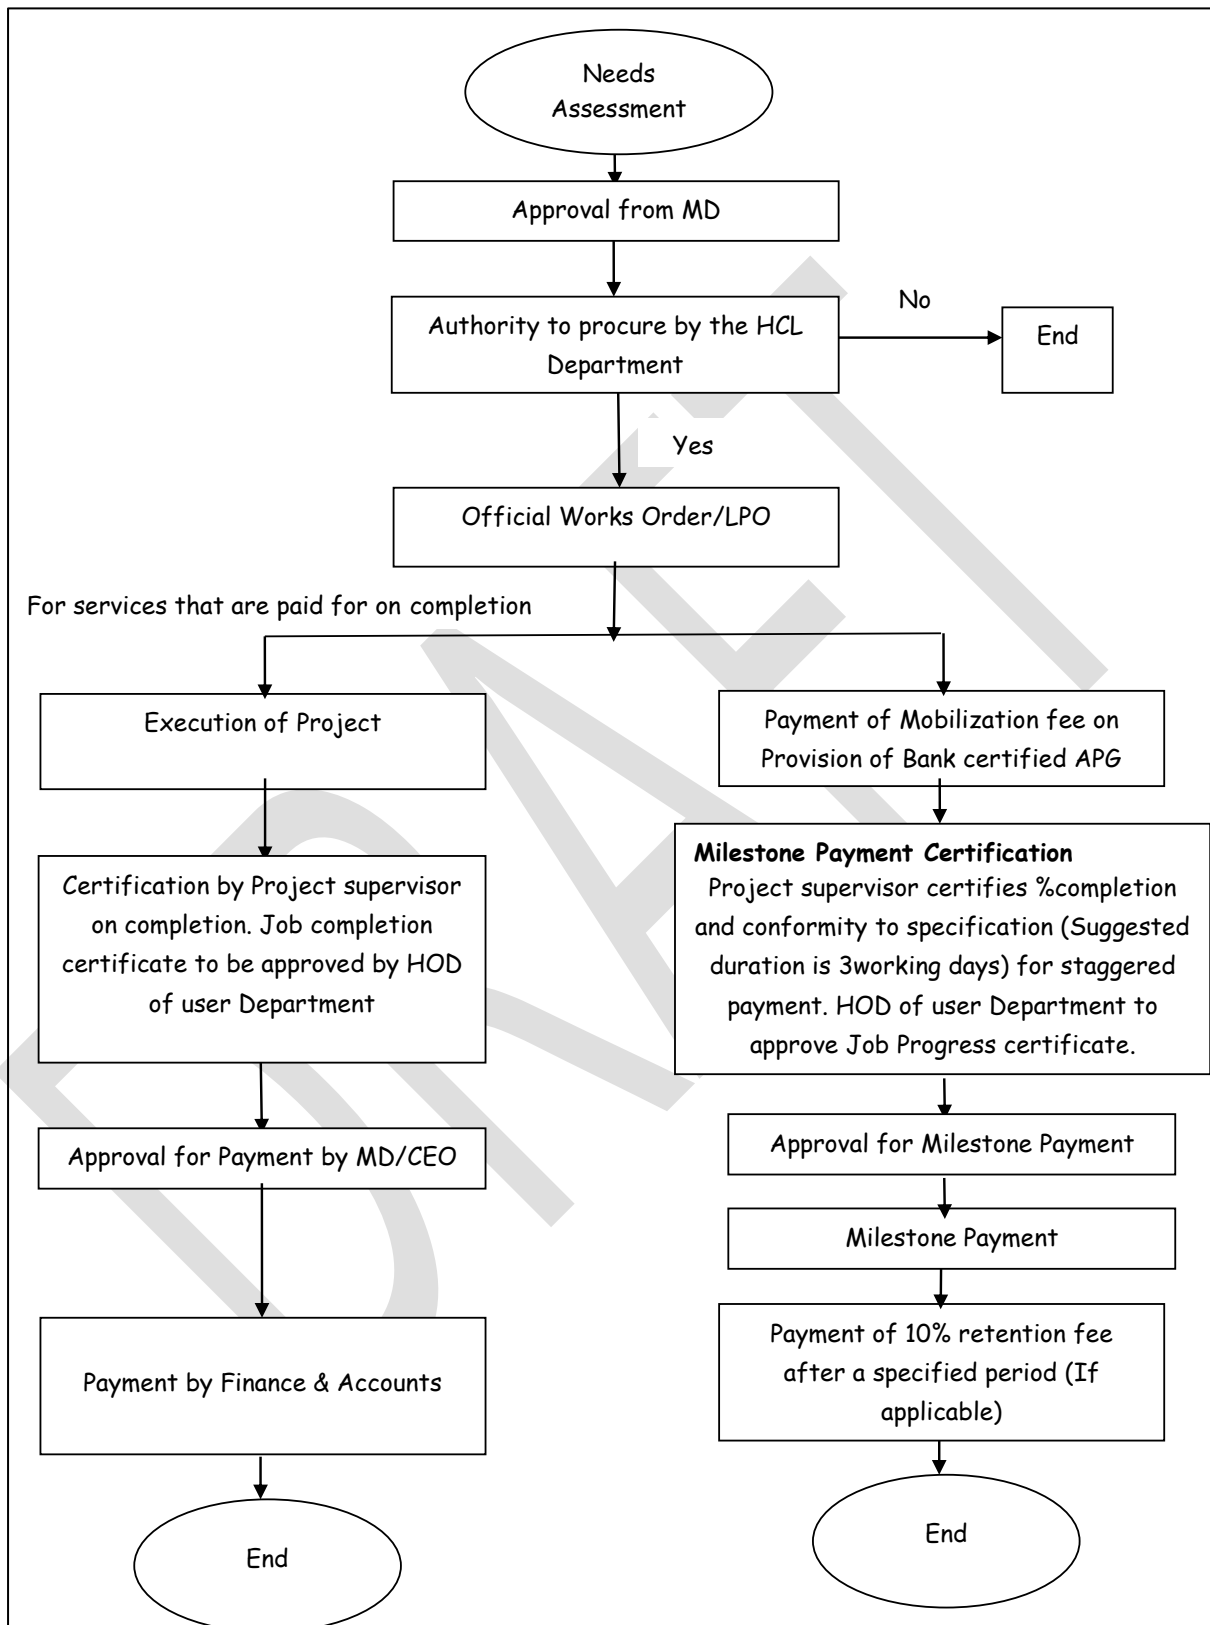 Needs
Assessment
Approval from MD
Authority to procure by the HCL
Department
No
End
Yes
Official Works Order/LPO
For services that are paid for on completion
Execution of Project
Payment of Mobilization fee on
Provision of Bank certified APG
Certification by Project supervisor
on completion. Job completion
certificate to be approved by HOD
of user Department
Milestone Payment Certification
Project supervisor certifies %completion
and conformity to specification (Suggested
duration is 3working days) for staggered
payment. HOD of user Department to
approve Job Progress certificate.
Approval for Payment by MD/CEO
Approval for Milestone Payment
Milestone Payment
Payment by Finance & Accounts
Payment of 10% retention fee
after a specified period (If
applicable)
End
End
DRAFT